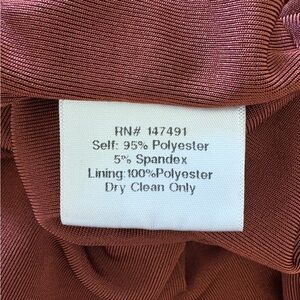 RN# 147491
Self: 95% Polyester
5% Spandex
Lining:100%Polyester
Dry Clean Only